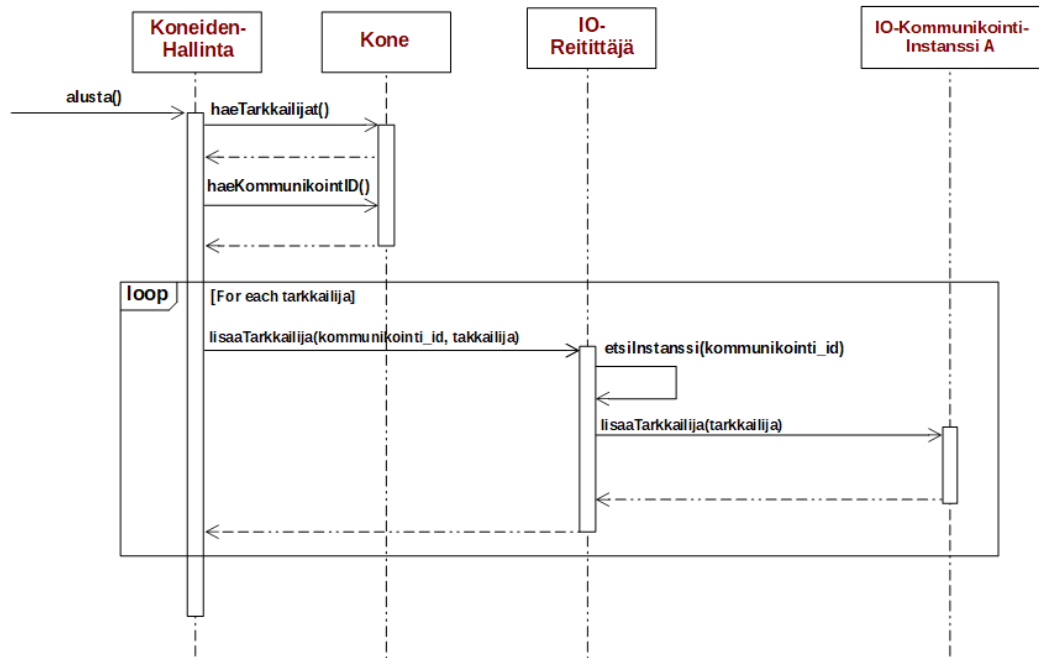 Koneiden-
Hallinta
Kone
IO-
Reitittäjä
IO-Kommunikointi-
Instanssi A
alusta()
haeTarkkailijat()
haeKommunikointID()
loop
[For each tarkkailija]
lisaaTarkkailija(kommunikointi_id, takkailija)
etsiInstanssi(kommunikointi_id)
lisaaTarkkailija(tarkkailija)